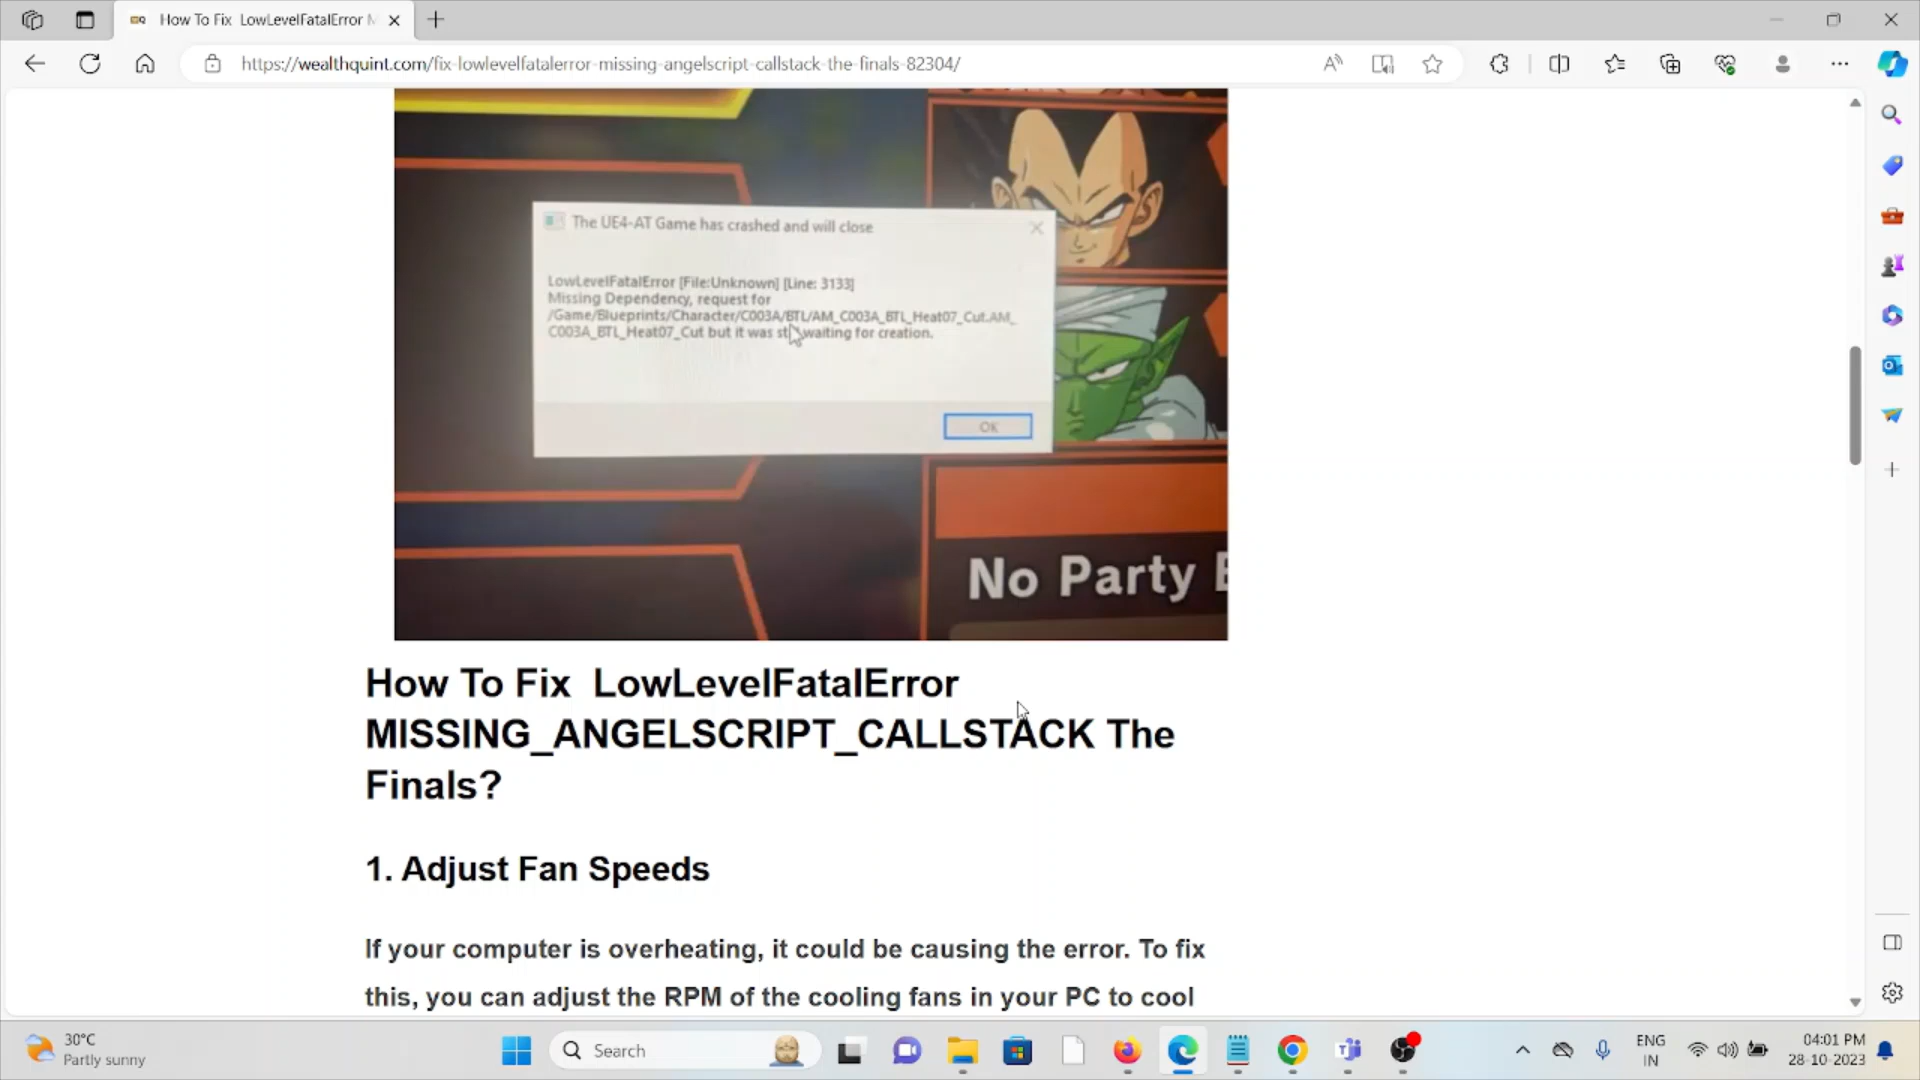 How To Fix  LowLevelFatalError M
https://wealthquint.com/fix-lowlevelfatalerror-missing-angelscript-callstack-the-finals-82304/
The UE4-AT Game has crashed and will close
LowLevelFatalError [File:Unknown] [Line: 3133]
Missing Dependency, request for
/Game/Blueprints/Character/C003A/BTL/AM_C003A_BTL_Heat07_Cut.AM_
C003A_BTL_Heat07_Cut but it was waiting for creation.
OK
No Party
How To Fix  LowLevelFatalError
MISSING_ANGELSCRIPT_CALLSTACK The
Finals?
1. Adjust Fan Speeds
If your computer is overheating, it could be causing the error. To fix
this, you can adjust the RPM of the cooling fans in your PC to cool
30°C
Partly sunny
Search
ENG
IN
04:01 PM
28-10-2023